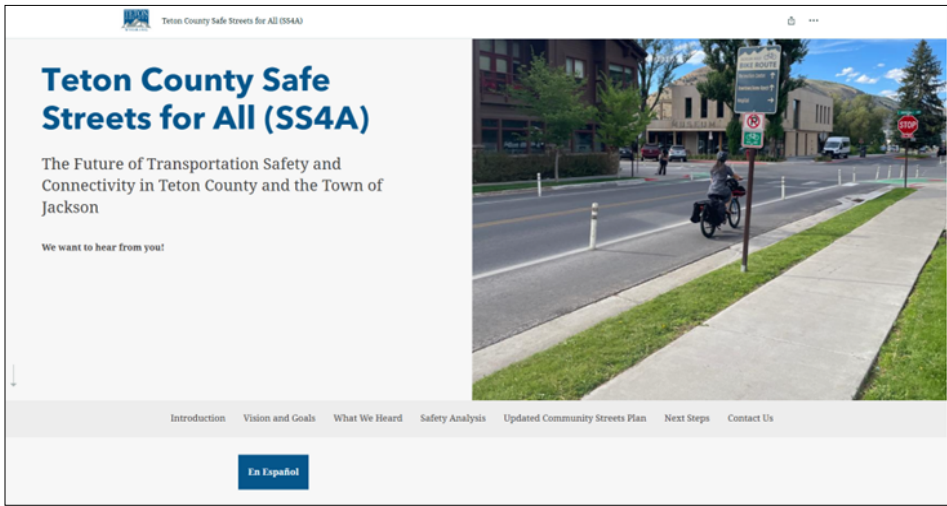 TETON
Teton County Safe Streets for All (SS4A)
Teton County Safe
Streets for All (SS4A)
The Future of Transportation Safety and
Connectivity in Teton County and the Town of
Jackson
We want to hear from you!
BIKE ROUTE
MUSEUM
STOP
Introduction Vision and Goals What We Heard Safety Analysis Updated Community Streets Plan Next Steps Contact Us
En Español